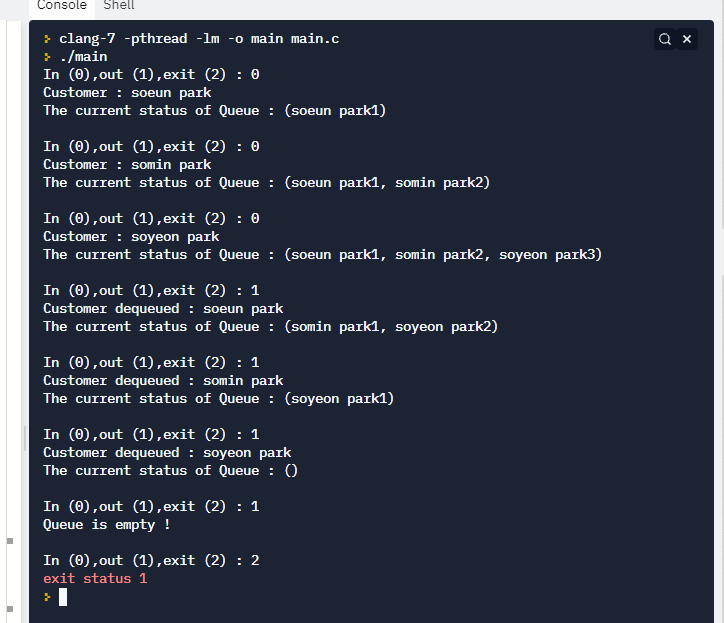 Console Shell
> clang-7 -pthread -lm -o main main.c
> ./main
In (0),out (1),exit (2) : 0
Customer : soeun park
The current status of Queue : (soeun park1)
In (0),out (1),exit (2) : 0
Customer : somin park
The current status of Queue : (soeun park1, somin park2)
In (0),out (1),exit (2) : 0
Customer : soyeon park
The current status of Queue : (soeun park1, somin park2, soyeon park3)
In (0),out (1),exit (2) : 1
Customer dequeued : soeun park
The current status of Queue : (somin park1, soyeon park2)
In (0),out (1),exit (2) : 1
Customer dequeued : somin park
The current status of Queue : (soyeon park1)
In (0),out (1),exit (2) : 1
Customer dequeued : soyeon park
The current status of Queue : ()
In (0),out (1),exit (2) : 1
Queue is empty !
In (0),out (1),exit (2) : 2
exit status 1
>